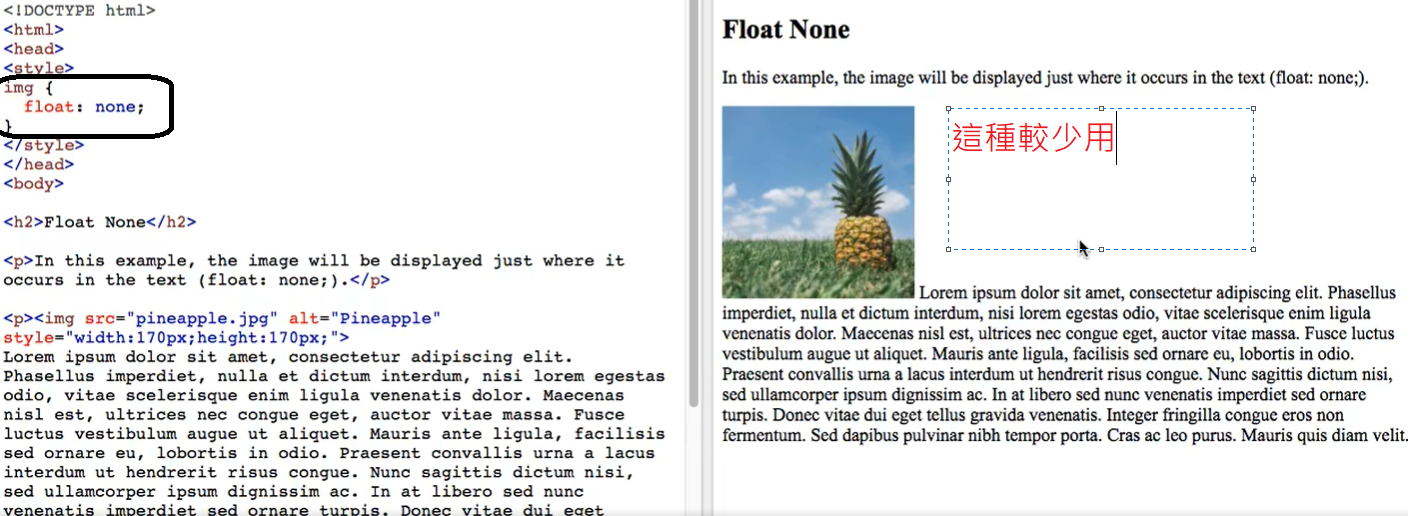 <!DOCTYPE html>
<html>
<head>
<style>
img {
  float: none;
}
</style>
</head>
<body>
<h2>Float None</h2>
<p>In this example, the image will be displayed just where it
occurs in the text (float: none;).</p>
<p><img src="pineapple.jpg" alt="Pineapple"
style="width:170px;height:170px;">
Lorem ipsum dolor sit amet, consectetur adipiscing elit.
Phasellus imperdiet, nulla et dictum interdum, nisi lorem egestas
odio, vitae scelerisque enim ligula venenatis dolor. Maecenas
nisl est, ultrices nec congue eget, auctor vitae massa. Fusce
luctus vestibulum augue ut aliquet. Mauris ante ligula, facilisis
sed ornare eu, lobortis in odio. Praesent convallis urna a lacus
interdum ut hendrerit risus congue. Nunc sagittis dictum nisi,
sed ullamcorper ipsum dignissim ac. In at libero sed nunc
venenatis imperdiet sed ornare turpis. Donec vitae dui eget
Float None
In this example, the image will be displayed just where it occurs in the text (float: none;).
這種較少用
Lorem ipsum dolor sit amet, consectetur adipiscing elit. Phasellus
imperdiet, nulla et dictum interdum, nisi lorem egestas odio, vitae scelerisque enim ligula
venenatis dolor. Maecenas nisl est, ultrices nec congue eget, auctor vitae massa. Fusce luctus
vestibulum augue ut aliquet. Mauris ante ligula, facilisis sed ornare eu, lobortis in odio.
Praesent convallis urna a lacus interdum ut hendrerit risus congue. Nunc sagittis dictum nisi,
sed ullamcorper ipsum dignissim ac. In at libero sed nunc venenatis imperdiet sed ornare
turpis. Donec vitae dui eget tellus gravida venenatis. Integer fringilla congue eros non
fermentum. Sed dapibus pulvinar nibh tempor porta. Cras ac leo purus. Mauris quis diam velit.